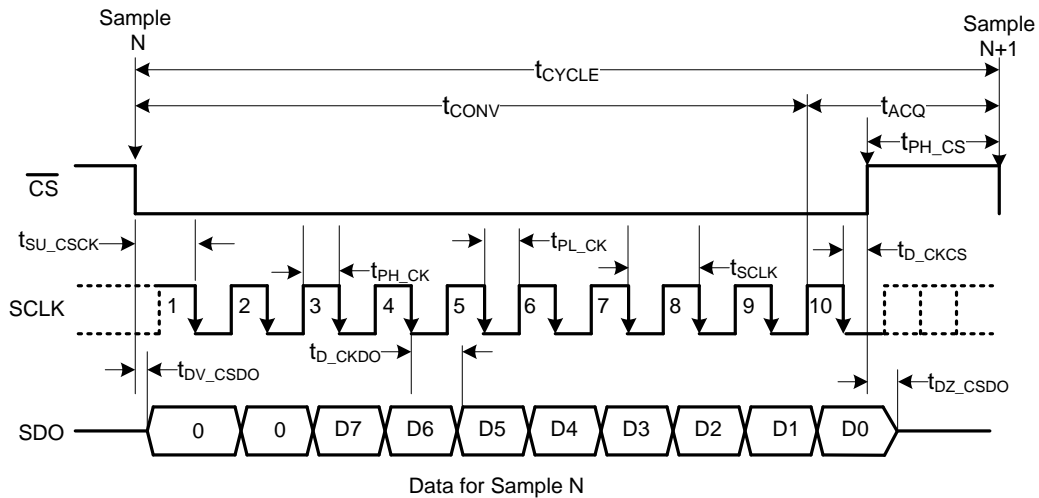 Sample
N
Sample
N+1
tCYCLE
tCONV
tACQ
tPH_CS
CS
tSU_CSCK
tPH_CK
tPL_CK
tSCLK
tD_CKCS
SCLK
1 2 3 4 5 6 7 8 9 10
tD_CKDO
tDV_CSDO
tDZ_CSDO
SDO
0 0 D7 D6 D5 D4 D3 D2 D1 D0
Data for Sample N